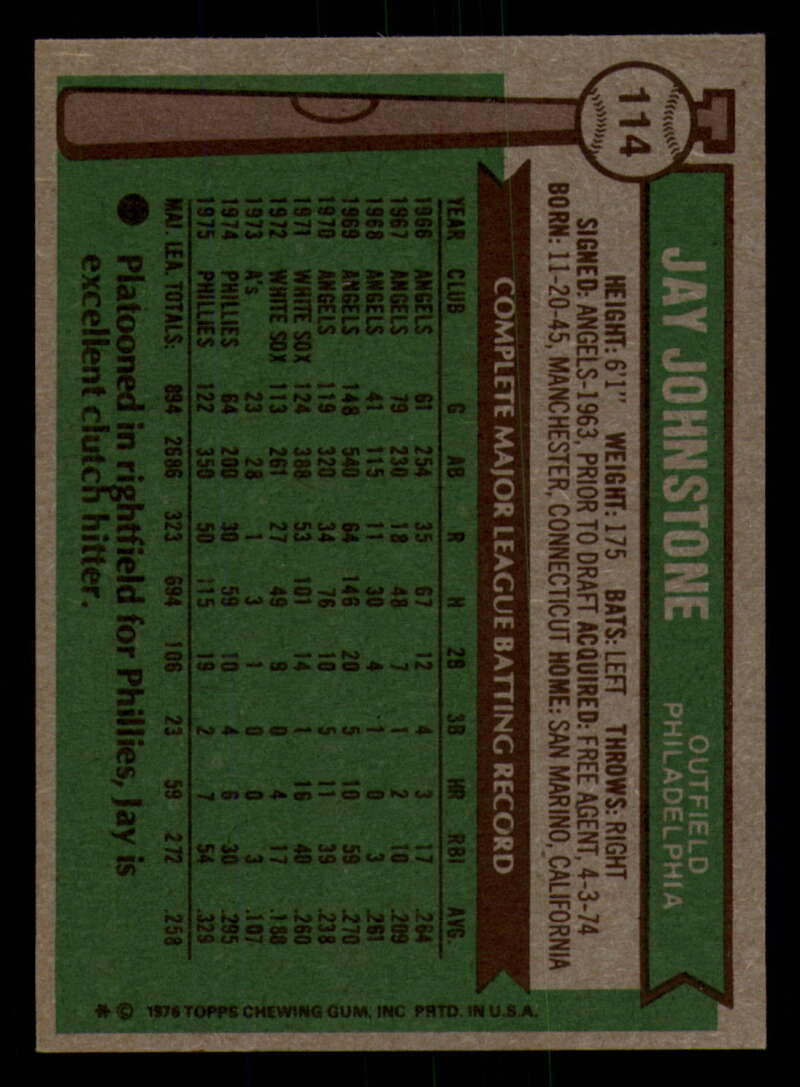 114
JAY JOHNSTONE
OUTFIELD
PHILADELPHIA
HEIGHT: 6'1" WEIGHT: 175 BATS: LEFT THROWS: RIGHT
SIGNED: ANGELS-1963, PRIOR TO DRAFT ACQUIRED: FREE AGENT, 4-3-74
BORN: 11-20-45, MANCHESTER, CONNECTICUT HOME: SAN MARINO, CALIFORNIA
COMPLETE MAJOR LEAGUE BATTING RECORD
YEAR CLUB G AB R H 2B 3B HR RBI AVG.
1966 ANGELS 61 254 35 67 12 4 3 17 .264
1967 ANGELS 79 230 18 48 7 1 2 10 .209
1968 ANGELS 41 115 11 30 4 1 0 3 .261
1969 ANGELS 148 540 64 146 20 5 10 59 .270
1970 ANGELS 119 320 34 76 10 5 11 39 .238
1971 WHITE SOX 124 388 53 101 14 1 16 40 .260
1972 WHITE SOX 113 261 27 49 9 0 4 17 .188
1973 A's 23 28 1 3 1 0 0 3 .107
1974 PHILLIES 64 200 30 59 10 4 6 30 .295
1975 PHILLIES 122 350 50 115 19 2 7 54 .329
MAJ. LEA. TOTALS: 894 2686 323 694 106 23 59 272 .258
Platooned in rightfield for Phillies, Jay is
excellent clutch hitter.
* © 1976 TOPPS CHEWING GUM, INC PRTD. IN U.S.A.